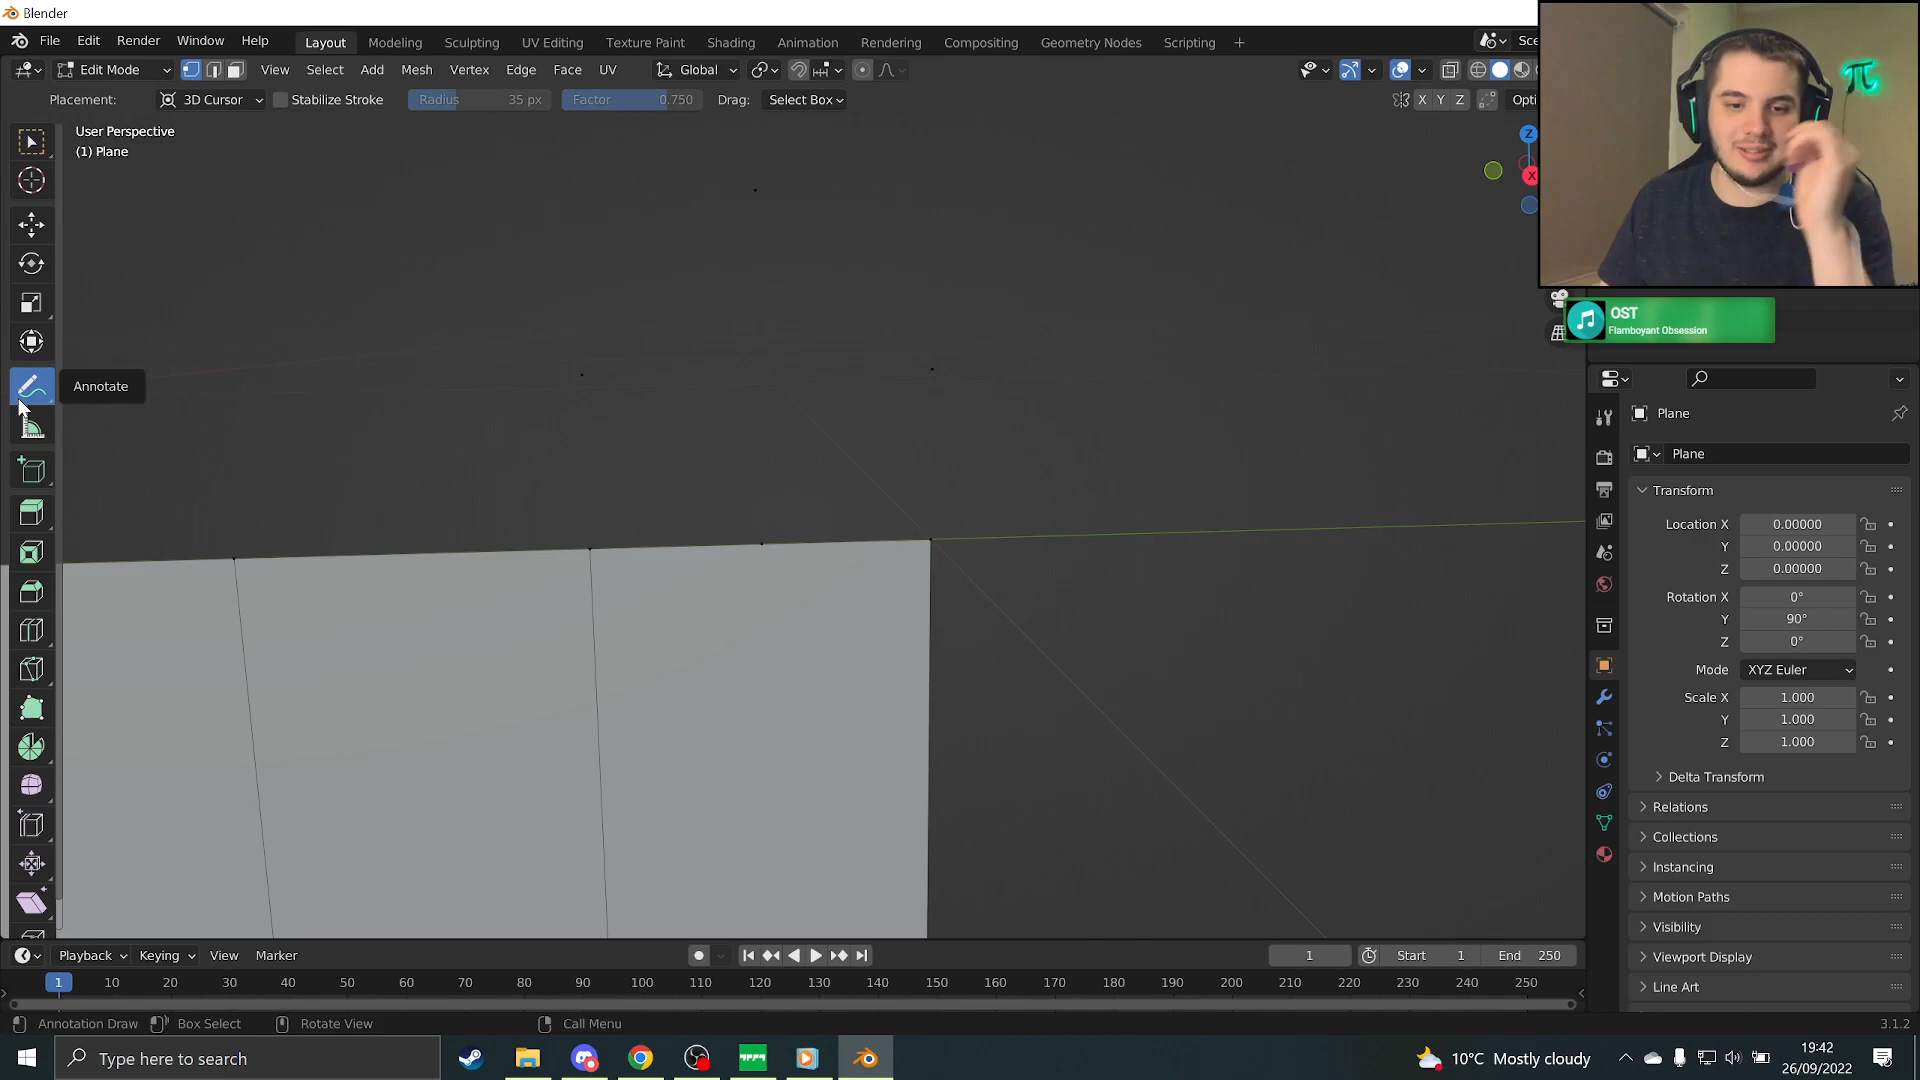 Blender
File Edit Render Window Help Layout Modeling Sculpting UV Editing Texture Paint Shading Animation Rendering Compositing Geometry Nodes Scripting + Sce
Edit Mode View Select Add Mesh Vertex Edge Face UV Global
Placement: 3D Cursor Stabilize Stroke Radius 35 px Factor 0.750 Drag: Select Box X Y Z Opti
User Perspective
(1) Plane
Z
X
π
OST
Flamboyant Obsession
Annotate
Plane
Plane
Transform
Location X 0.00000
Y 0.00000
Z 0.00000
Rotation X 0°
Y 90°
Z 0°
Mode XYZ Euler
Scale X 1.000
Y 1.000
Z 1.000
Delta Transform
Relations
Collections
Instancing
Motion Paths
Visibility
Viewport Display
Line Art
Playback Keying View Marker 1 Start 1 End 250
1 10 20 30 40 50 60 70 80 90 100 110 120 130 140 150 160 170 180 190 200 210 220 230 240 250
Annotation Draw Box Select Rotate View Call Menu 3.1.2
Type here to search 10°C Mostly cloudy 19:42
26/09/2022